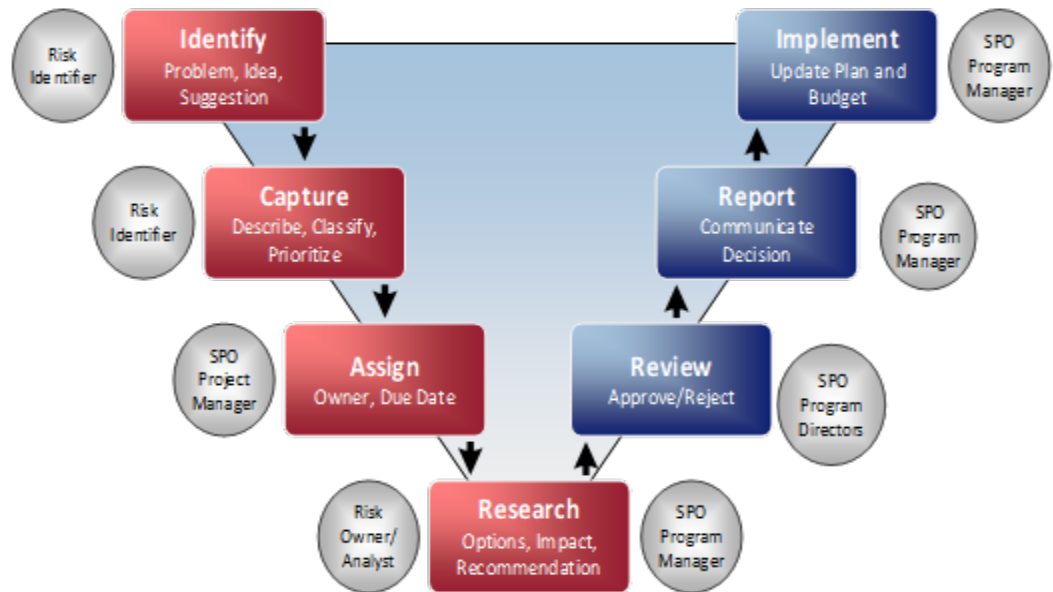 Risk
Identifier
Identify
Problem, Idea,
Suggestion
Implement
Update Plan and
Budget
SPO
Program
Manager
Risk
Identifier
Capture
Describe, Classify,
Prioritize
Report
Communicate
Decision
SPO
Program
Manager
SPO
Project
Manager
Assign
Owner, Due Date
Review
Approve/Reject
SPO
Program
Directors
Risk
Owner/
Analyst
Research
Options, Impact,
Recommendation
SPO
Program
Manager